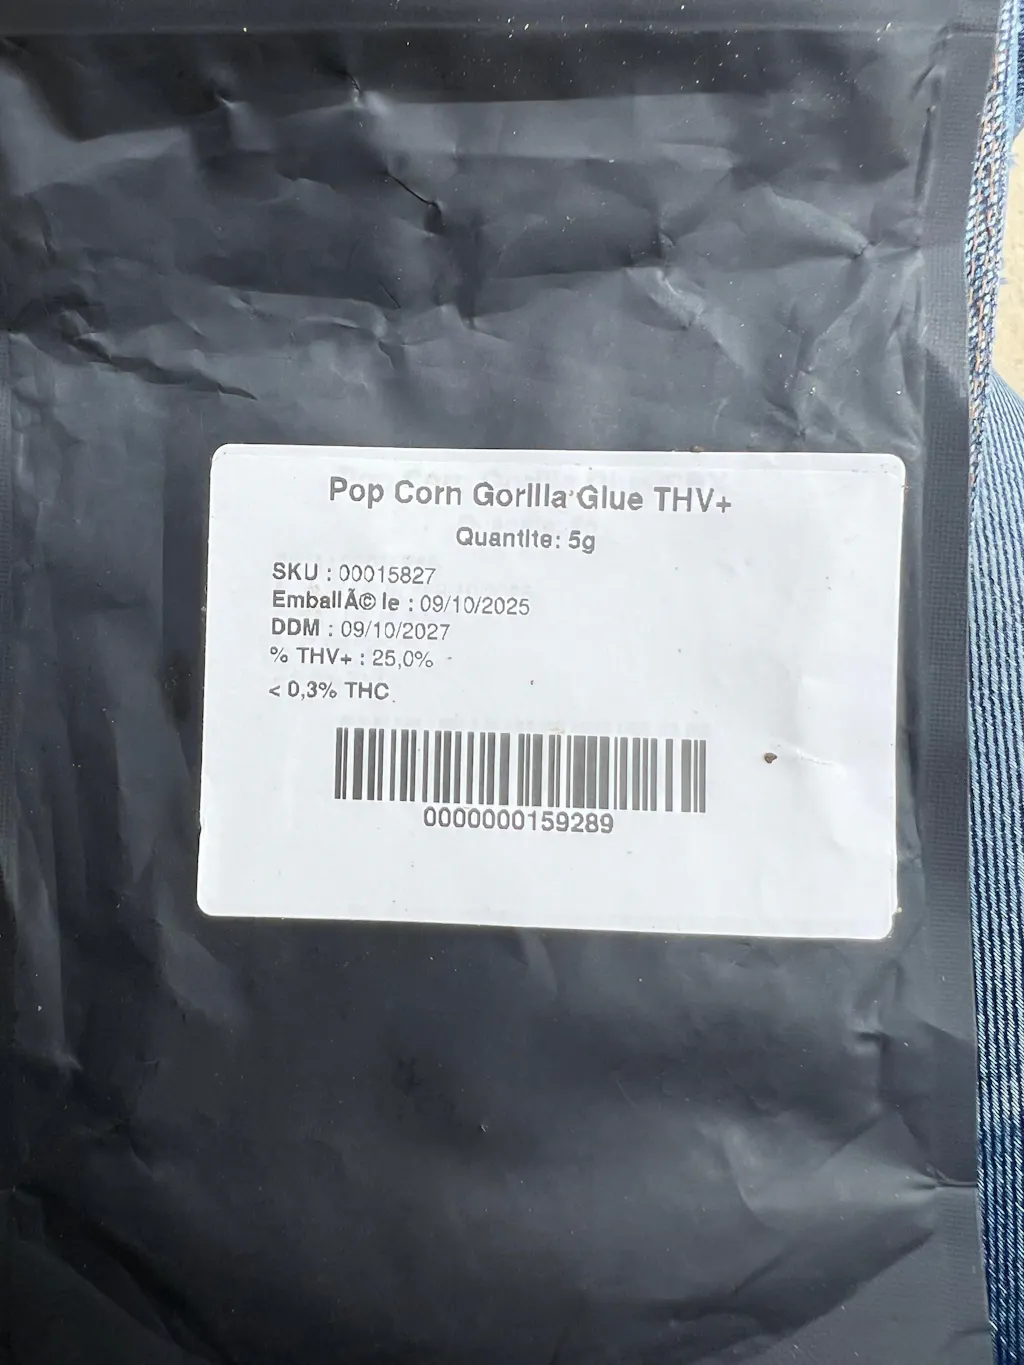 Pop Corn Gorilla Glue THV+
Quantite: 5g
SKU : 00015827
EmballÃ© le : 09/10/2025
DDM : 09/10/2027
% THV+ : 25,0%
< 0,3% THC
0000000159289